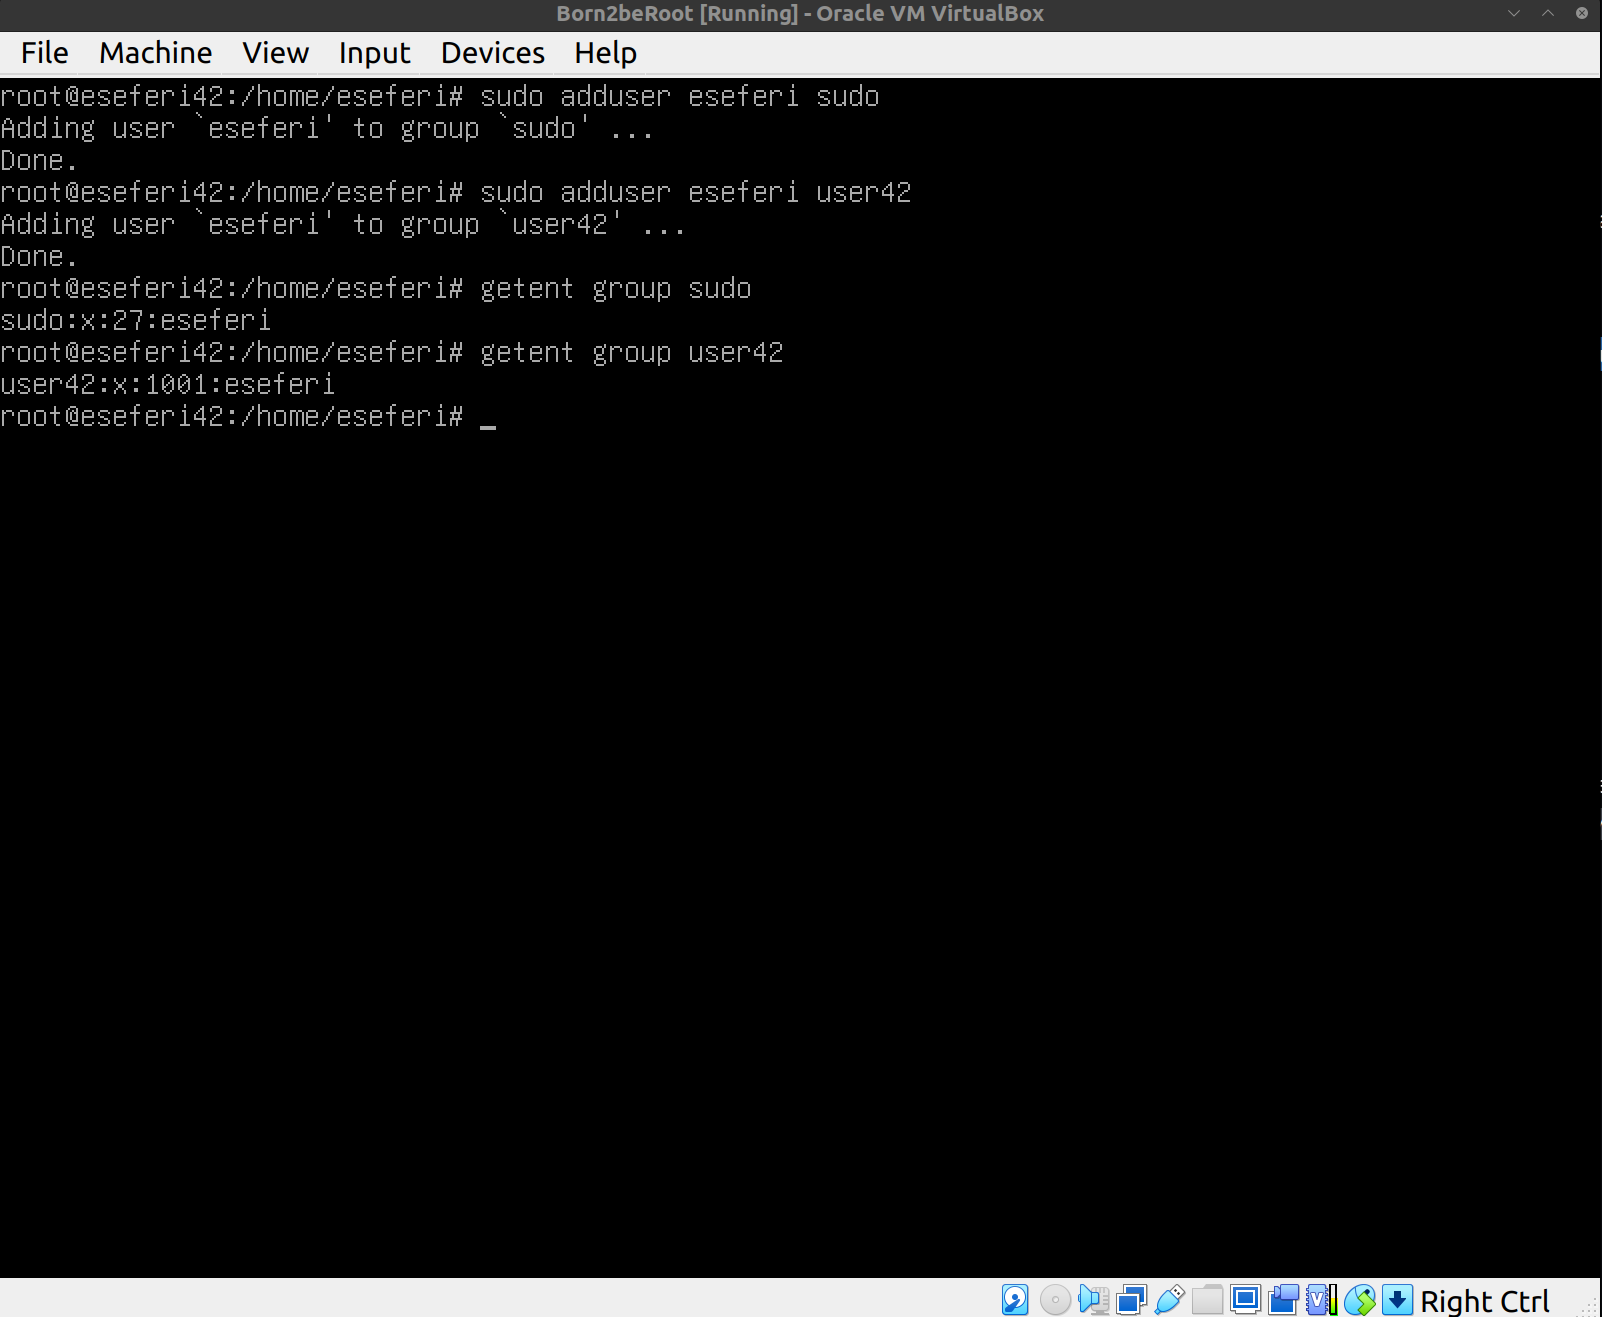 Born2beRoot [Running] - Oracle VM VirtualBox
File Machine View Input Devices Help
root@eseferi42:/home/eseferi# sudo adduser eseferi sudo
Adding user `eseferi' to group `sudo' ...
Done.
root@eseferi42:/home/eseferi# sudo adduser eseferi user42
Adding user `eseferi' to group `user42' ...
Done.
root@eseferi42:/home/eseferi# getent group sudo
sudo:x:27:eseferi
root@eseferi42:/home/eseferi# getent group user42
user42:x:1001:eseferi
root@eseferi42:/home/eseferi# _
Right Ctrl